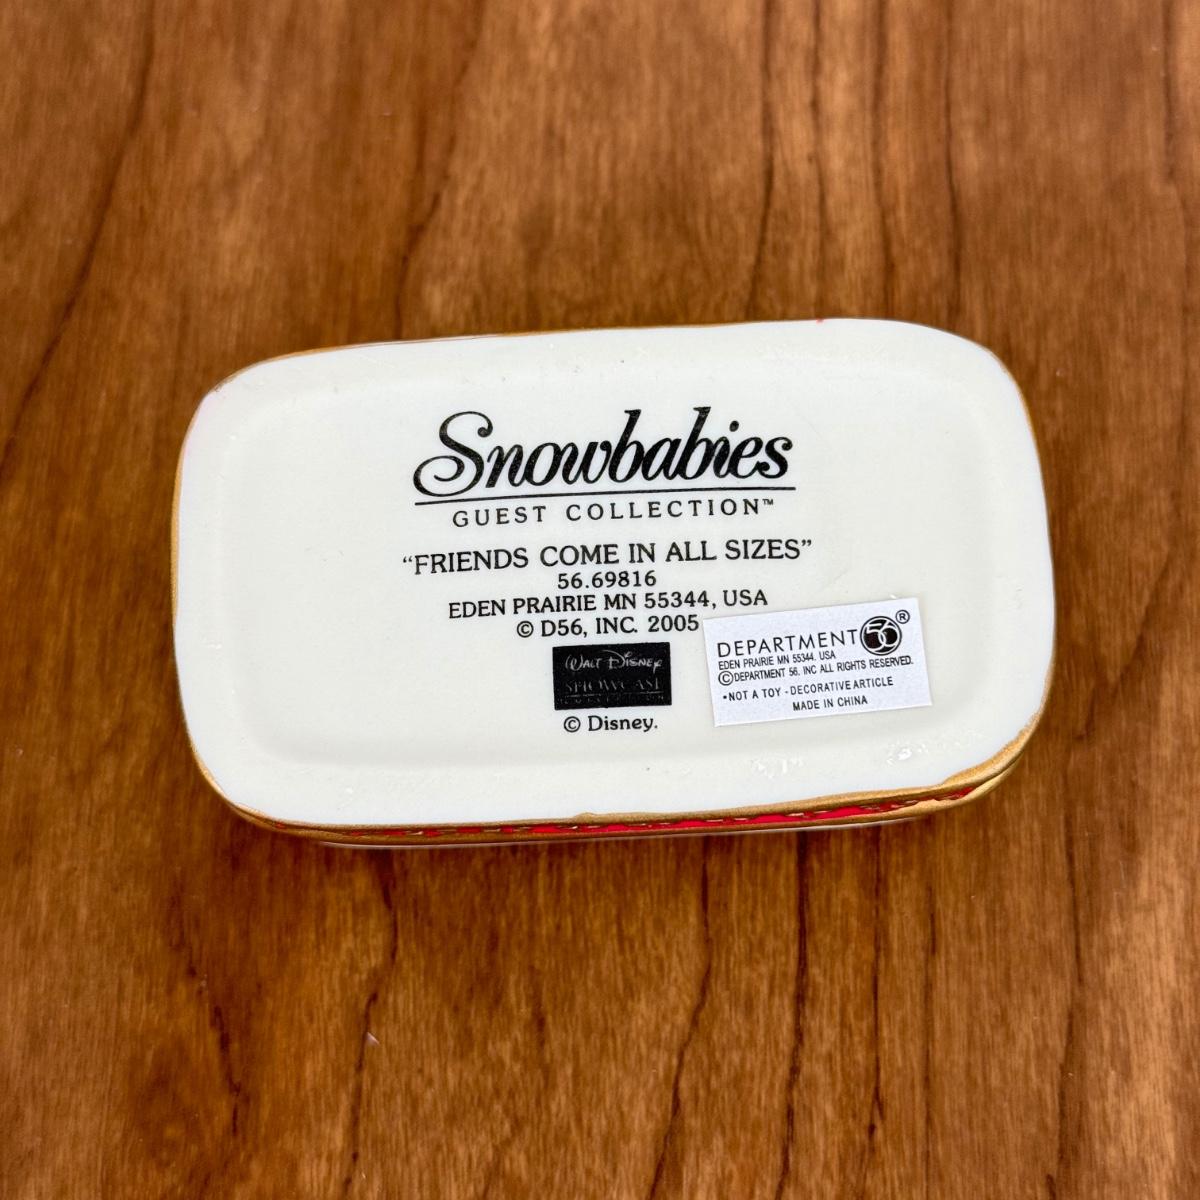 Snowbabies
GUEST COLLECTION™
“FRIENDS COME IN ALL SIZES”
56.69816
EDEN PRAIRIE MN 55344, USA
© D56, INC. 2005
WALT DISNEY
SHOWCASE
© Disney.
DEPARTMENT 56®
EDEN PRAIRIE MN 55344. USA
©DEPARTMENT 56. INC ALL RIGHTS RESERVED.
•NOT A TOY - DECORATIVE ARTICLE
MADE IN CHINA